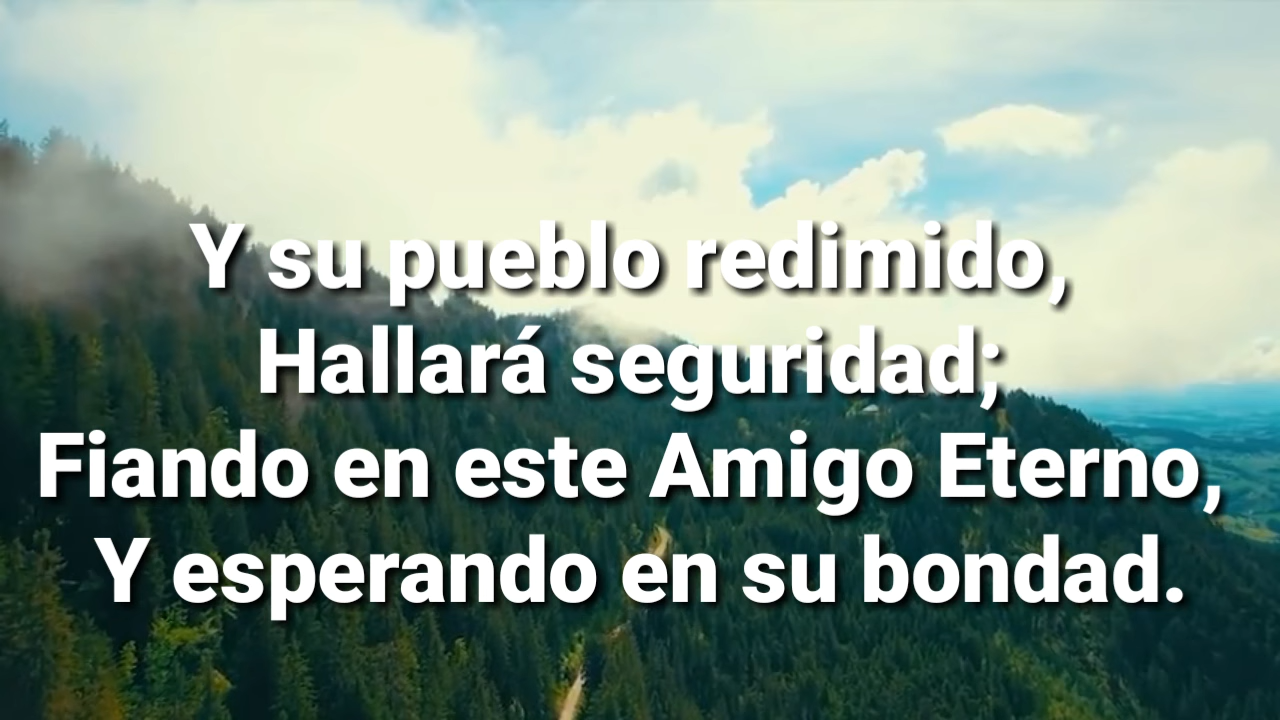 Y su pueblo redimido,
Hallará seguridad;
Fiando en este Amigo Eterno,
Y esperando en su bondad.